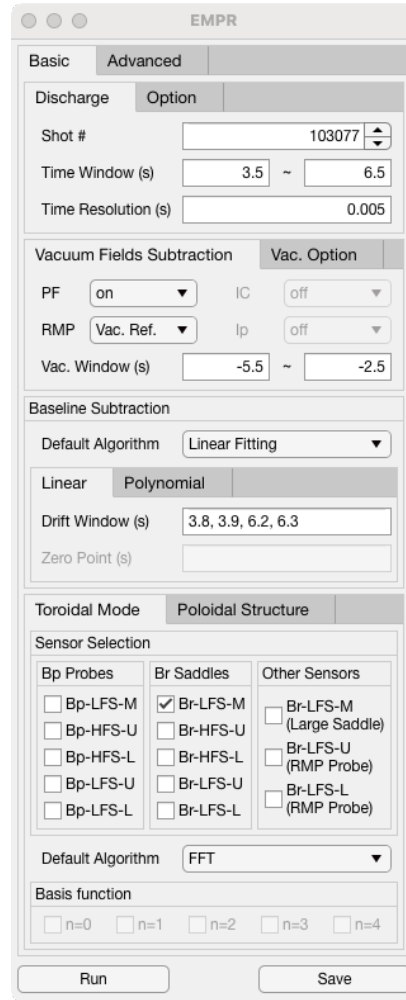 EMPR
Basic Advanced
Discharge Option
Shot # 103077
Time Window (s) 3.5 ~ 6.5
Time Resolution (s) 0.005
Vacuum Fields Subtraction Vac. Option
PF on IC off
RMP Vac. Ref. Ip off
Vac. Window (s) -5.5 ~ -2.5
Baseline Subtraction
Default Algorithm Linear Fitting
Linear Polynomial
Drift Window (s) 3.8, 3.9, 6.2, 6.3
Zero Point (s)
Toroidal Mode Poloidal Structure
Sensor Selection
Bp Probes
Bp-LFS-M
Bp-HFS-U
Bp-HFS-L
Bp-LFS-U
Bp-LFS-L
Br Saddles
Br-LFS-M
Br-HFS-U
Br-HFS-L
Br-LFS-U
Br-LFS-L
Other Sensors
Br-LFS-M
(Large Saddle)
Br-LFS-U
(RMP Probe)
Br-LFS-L
(RMP Probe)
Default Algorithm FFT
Basis function
n=0 n=1 n=2 n=3 n=4
Run Save